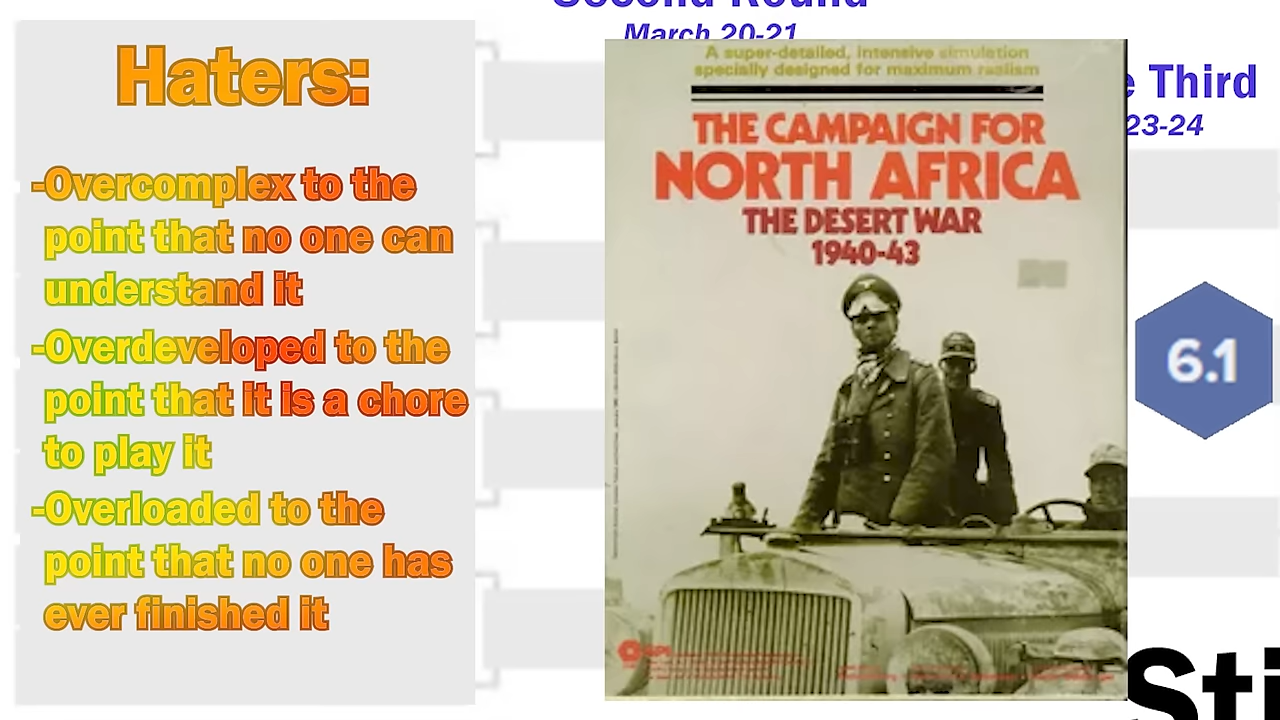 Second Round
March 20-21
Haters:
-Overcomplex to the
point that no one can
understand it
-Overdeveloped to the
point that it is a chore
to play it
-Overloaded to the
point that no one has
ever finished it
A super-detailed, intensive simulation
specially designed for maximum realism
THE CAMPAIGN FOR
NORTH AFRICA
THE DESERT WAR
1940-43
SPI
e Third
23-24
6.1
Sti